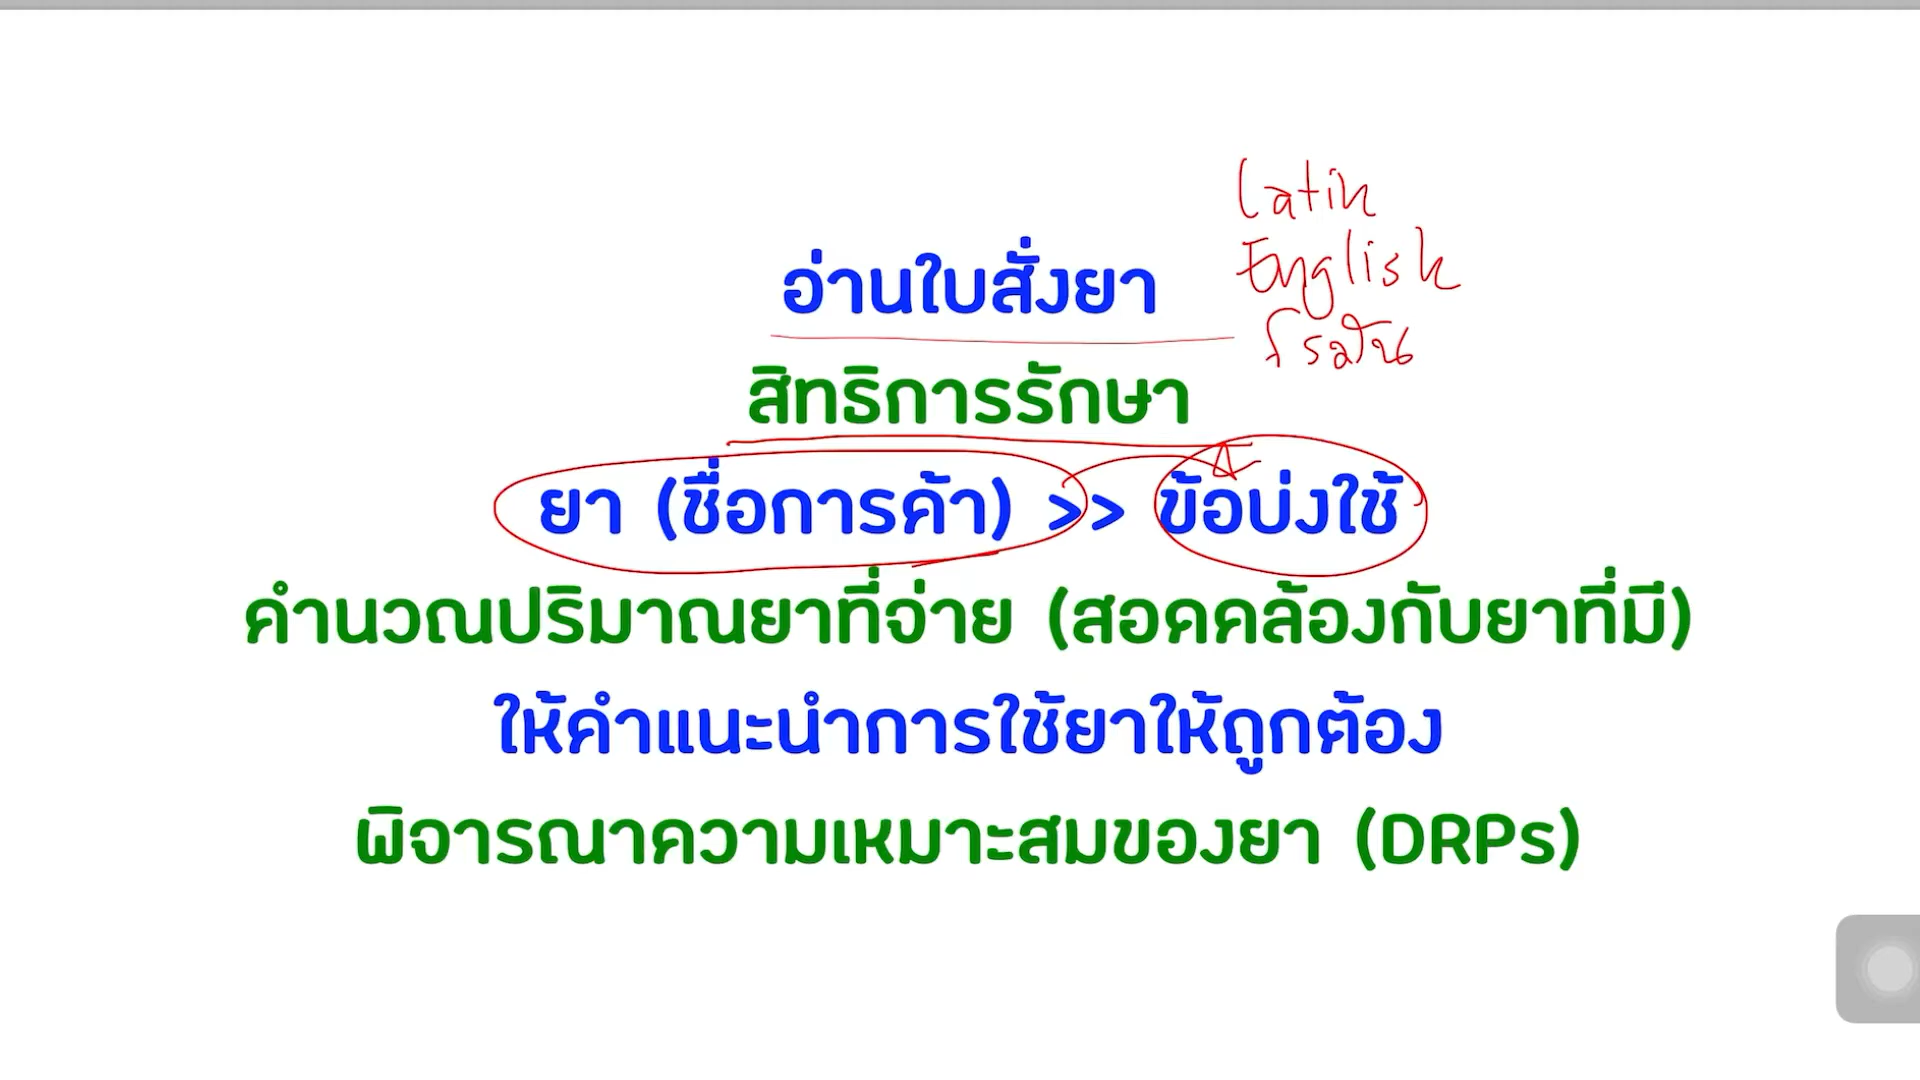 Latin
English
โรมัน
อ่านใบสั่งยา
สิทธิการรักษา
ยา (ชื่อการค้า) >> ข้อบ่งใช้
คำนวณปริมาณยาที่จ่าย (สอดคล้องกับยาที่มี)
ให้คำแนะนำการใช้ยาให้ถูกต้อง
พิจารณาความเหมาะสมของยา (DRPs)